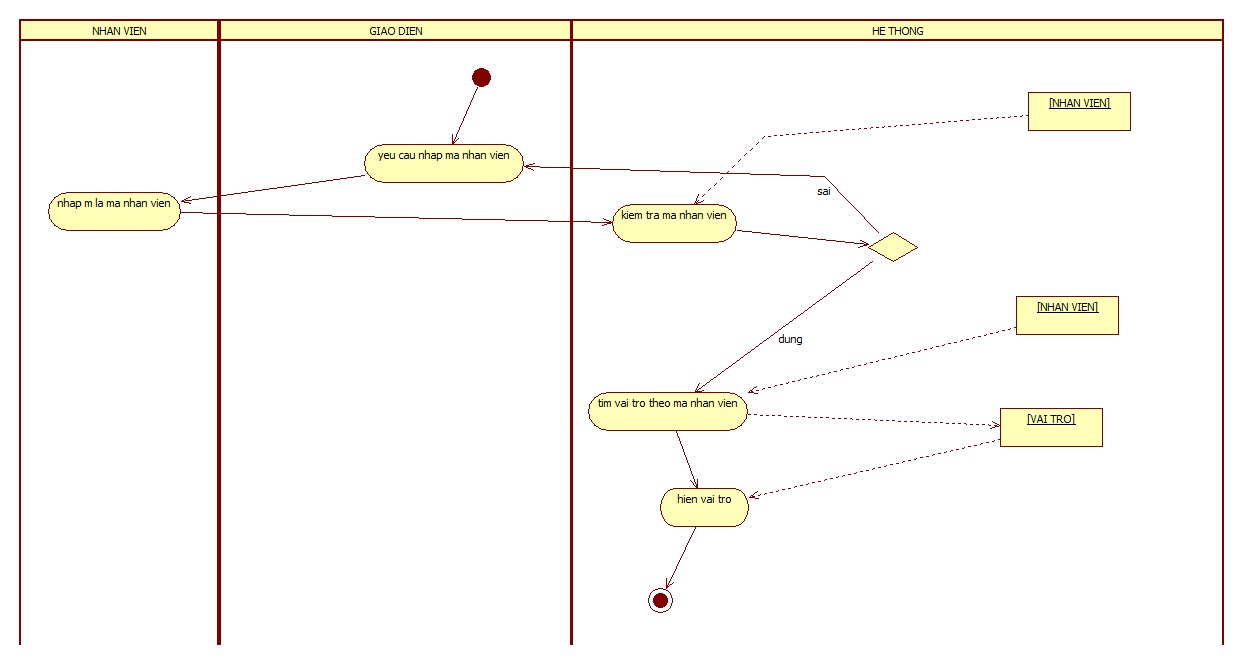 NHAN VIEN
GIAO DIEN
HE THONG
[NHAN VIEN]
yeu cau nhap ma nhan vien
sai
nhap m la ma nhan vien
kiem tra ma nhan vien
[NHAN VIEN]
dung
tim vai tro theo ma nhan vien
[VAI TRO]
hien vai tro